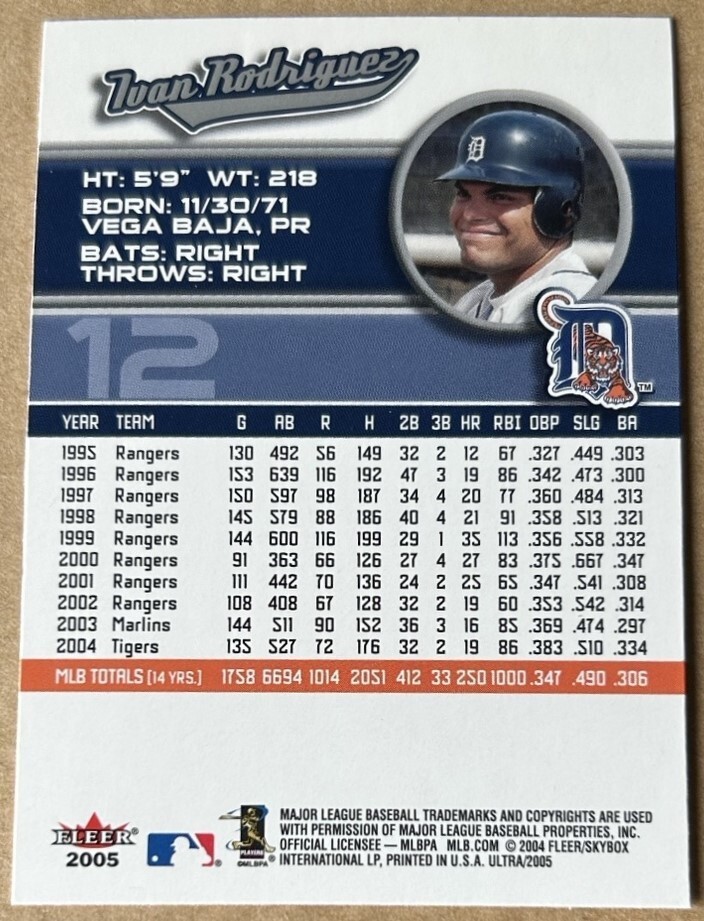 Ivan Rodriguez
HT: 5'9" WT: 218
BORN: 11/30/71
VEGA BAJA, PR
BATS: RIGHT
THROWS: RIGHT
D
D
TM
12
YEAR TEAM G AB R H 2B 3B HR RBI OBP SLG BA
1995 Rangers 130 492 56 149 32 2 12 67 .327 .449 .303
1996 Rangers 153 639 116 192 47 3 19 86 .342 .473 .300
1997 Rangers 150 597 98 187 34 4 20 77 .360 .484 .313
1998 Rangers 145 579 88 186 40 4 21 91 .358 .513 .321
1999 Rangers 144 600 116 199 29 1 35 113 .356 .558 .332
2000 Rangers 91 363 66 126 27 4 27 83 .375 .667 .347
2001 Rangers 111 442 70 136 24 2 25 65 .347 .541 .308
2002 Rangers 108 408 67 128 32 2 19 60 .353 .542 .314
2003 Marlins 144 511 90 152 36 3 16 85 .369 .474 .297
2004 Tigers 135 527 72 176 32 2 19 86 .383 .510 .334
MLB TOTALS (14 YRS.) 1758 6694 1014 2051 412 33 250 1000 .347 .490 .306
FLEER
2005
®
PLAYERS
©MLBPA
MAJOR LEAGUE BASEBALL TRADEMARKS AND COPYRIGHTS ARE USED
WITH PERMISSION OF MAJOR LEAGUE BASEBALL PROPERTIES, INC.
OFFICIAL LICENSEE — MLBPA MLB.COM © 2004 FLEER/SKYBOX
INTERNATIONAL LP, PRINTED IN U.S.A. ULTRA/2005